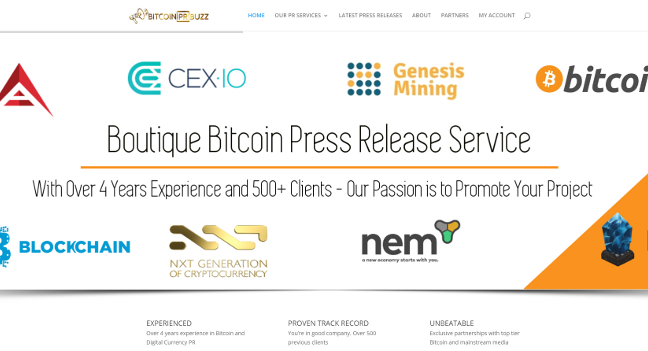 BITCOIN PR BUZZ
HOME OUR PR SERVICES LATEST PRESS RELEASES ABOUT PARTNERS MY ACCOUNT
CEX.IO
Genesis
Mining
bitcoin
Boutique Bitcoin Press Release Service
With Over 4 Years Experience and 500+ Clients - Our Passion is to Promote Your Project
BLOCKCHAIN
NXT GENERATION
OF CRYPTOCURRENCY
nem
a new economy starts with you.
EXPERIENCED
Over 4 years experience in Bitcoin and
Digital Currency PR
PROVEN TRACK RECORD
You're in good company. Over 500
previous clients
UNBEATABLE
Exclusive partnerships with top tier
Bitcoin and mainstream media